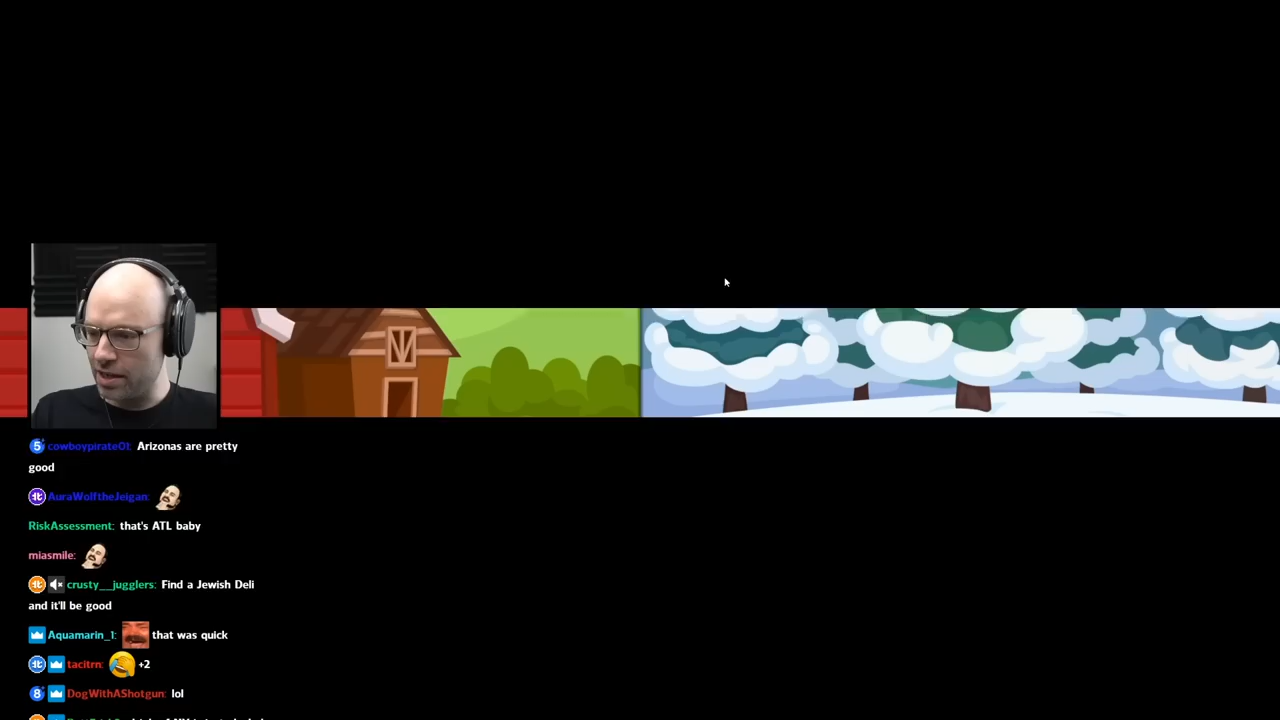 cowboypirate01: Arizonas are pretty
good
AuraWolftheJeigan:
RiskAssessment: that's ATL baby
miasmile:
crusty__jugglers: Find a Jewish Deli
and it'll be good
Aquamarin_1: that was quick
tacitrn: +2
DogWithAShotgun: lol